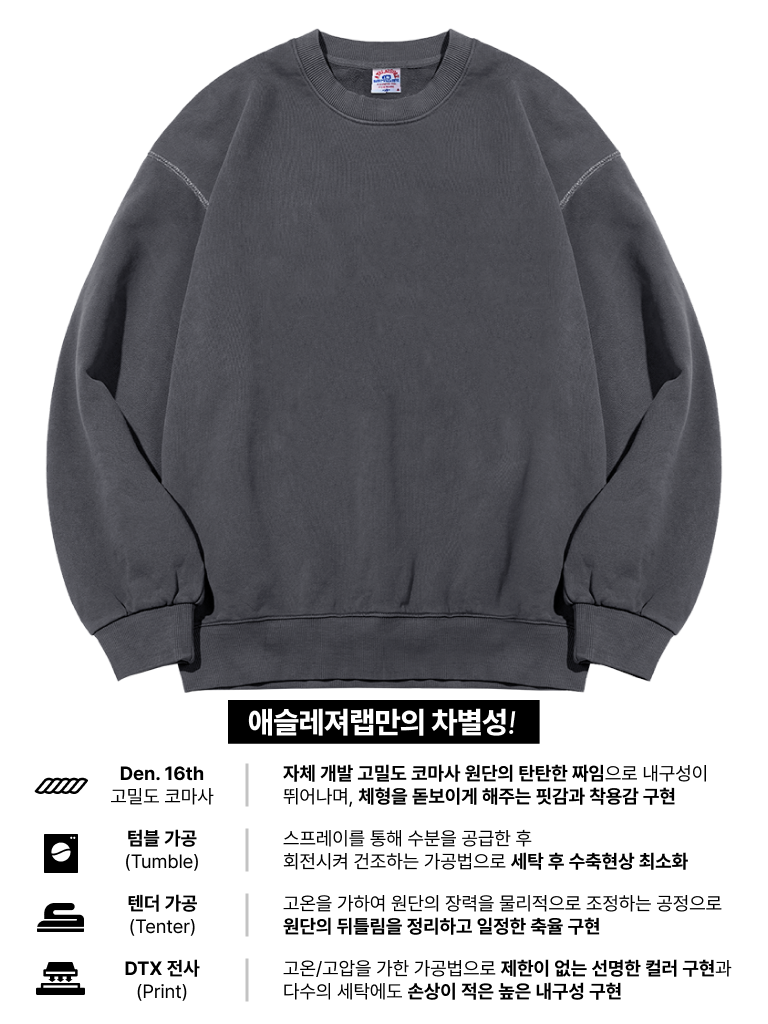 애슬레져랩만의 차별성!
Den. 16th
고밀도 코마사
자체 개발 고밀도 코마사 원단의 탄탄한 짜임으로 내구성이
뛰어나며, 체형을 돋보이게 해주는 핏감과 착용감 구현
텀블 가공
(Tumble)
스프레이를 통해 수분을 공급한 후
회전시켜 건조하는 가공법으로 세탁 후 수축현상 최소화
텐더 가공
(Tenter)
고온을 가하여 원단의 장력을 물리적으로 조정하는 공정으로
원단의 뒤틀림을 정리하고 일정한 축율 구현
DTX 전사
(Print)
고온/고압을 가한 가공법으로 제한이 없는 선명한 컬러 구현과
다수의 세탁에도 손상이 적은 높은 내구성 구현